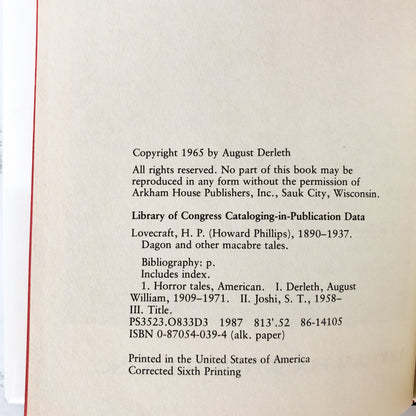 Copyright 1965 by August Derleth
All rights reserved. No part of this book may be
reproduced in any form without the permission of
Arkham House Publishers, Inc., Sauk City, Wisconsin.
Library of Congress Cataloging-in-Publication Data
Lovecraft, H. P. (Howard Phillips), 1890–1937.
Dagon and other macabre tales.
Bibliography: p.
Includes index.
1. Horror tales, American. I. Derleth, August
William, 1909–1971. II. Joshi, S. T., 1958–
III. Title.
PS3523.O833D3 1987 813'.52 86-14105
ISBN 0-87054-039-4 (alk. paper)
Printed in the United States of America
Corrected Sixth Printing